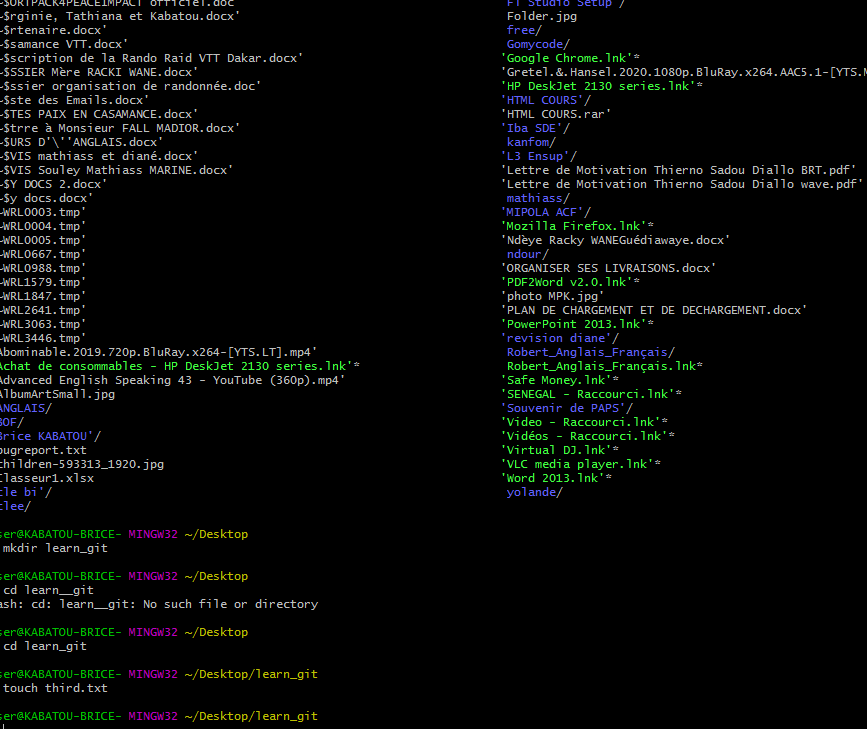 ~$ORTPACK4PEACEIMPACT officiel.doc
~$rginie, Tathiana et Kabatou.docx'
~$rtenaire.docx'
~$samance VTT.docx'
~$scription de la Rando Raid VTT Dakar.docx'
~$SSIER Mère RACKI WANE.docx'
~$ssier organisation de randonnée.doc'
~$ste des Emails.docx'
~$TES PAIX EN CASAMANCE.docx'
~$trre à Monsieur FALL MADIOR.docx'
~$URS D'\''ANGLAIS.docx'
~$VIS mathiass et diané.docx'
~$VIS Souley Mathiass MARINE.docx'
~$Y DOCS 2.docx'
~$y docs.docx'
~WRL0003.tmp'
~WRL0004.tmp'
~WRL0005.tmp'
~WRL0667.tmp'
~WRL0988.tmp'
~WRL1579.tmp'
~WRL1847.tmp'
~WRL2641.tmp'
~WRL3063.tmp'
~WRL3446.tmp'
Abominable.2019.720p.BluRay.x264-[YTS.LT].mp4'
Achat de consommables - HP DeskJet 2130 series.lnk'*
Advanced English Speaking 43 - YouTube (360p).mp4'
AlbumArtSmall.jpg
ANGLAIS/
BOF/
Brice KABATOU'/
bugreport.txt
children-593313_1920.jpg
Classeur1.xlsx
cle bi'/
clee/
FT Studio Setup /
Folder.jpg
free/
Gomycode/
'Google Chrome.lnk'*
'Gretel.&.Hansel.2020.1080p.BluRay.x264.AAC5.1-[YTS.M
'HP DeskJet 2130 series.lnk'*
'HTML COURS'/
'HTML COURS.rar'
'Iba SDE'/
kanfom/
'L3 Ensup'/
'Lettre de Motivation Thierno Sadou Diallo BRT.pdf'
'Lettre de Motivation Thierno Sadou Diallo wave.pdf'
mathiass/
'MIPOLA ACF'/
'Mozilla Firefox.lnk'*
'Ndèye Racky WANEGuédiawaye.docx'
ndour/
'ORGANISER SES LIVRAISONS.docx'
'PDF2Word v2.0.lnk'*
'photo MPK.jpg'
'PLAN DE CHARGEMENT ET DE DECHARGEMENT.docx'
'PowerPoint 2013.lnk'*
'revision diane'/
Robert_Anglais_Français/
Robert_Anglais_Français.lnk*
'Safe Money.lnk'*
'SENEGAL - Raccourci.lnk'*
'Souvenir de PAPS'/
'Video - Raccourci.lnk'*
'Vidéos - Raccourci.lnk'*
'Virtual DJ.lnk'*
'VLC media player.lnk'*
'Word 2013.lnk'*
yolande/
ser@KABATOU-BRICE- MINGW32 ~/Desktop
mkdir learn_git
ser@KABATOU-BRICE- MINGW32 ~/Desktop
cd learn__git
ash: cd: learn__git: No such file or directory
ser@KABATOU-BRICE- MINGW32 ~/Desktop
cd learn_git
ser@KABATOU-BRICE- MINGW32 ~/Desktop/learn_git
touch third.txt
ser@KABATOU-BRICE- MINGW32 ~/Desktop/learn_git